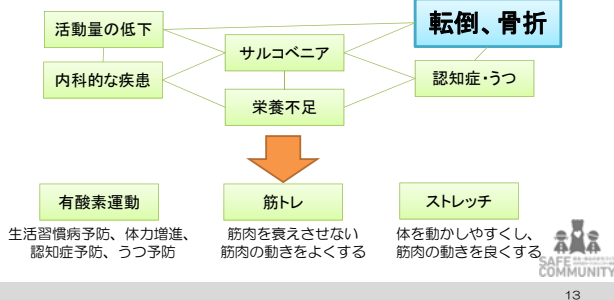 活動量の低下
転倒、骨折
サルコペニア
内科的な疾患
認知症・うつ
栄養不足
有酸素運動
筋トレ
ストレッチ
生活習慣病予防、体力増進、
認知症予防、うつ予防
筋肉を衰えさせない
筋肉の動きをよくする
体を動かしやすくし、
筋肉の動きを良くする
SAFE
COMMUNITY
13